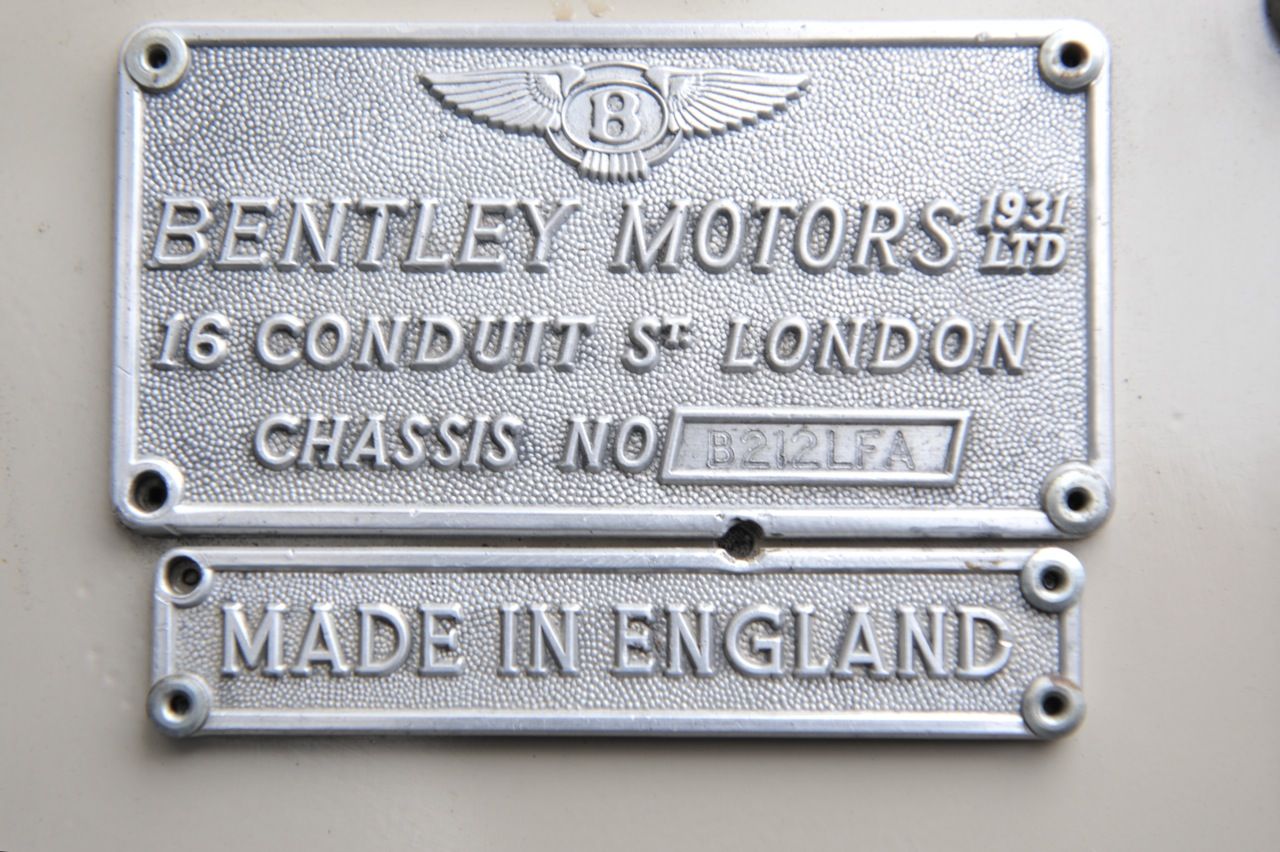 B
BENTLEY MOTORS 1931 LTD
16 CONDUIT ST LONDON
CHASSIS NO B212LFA
MADE IN ENGLAND